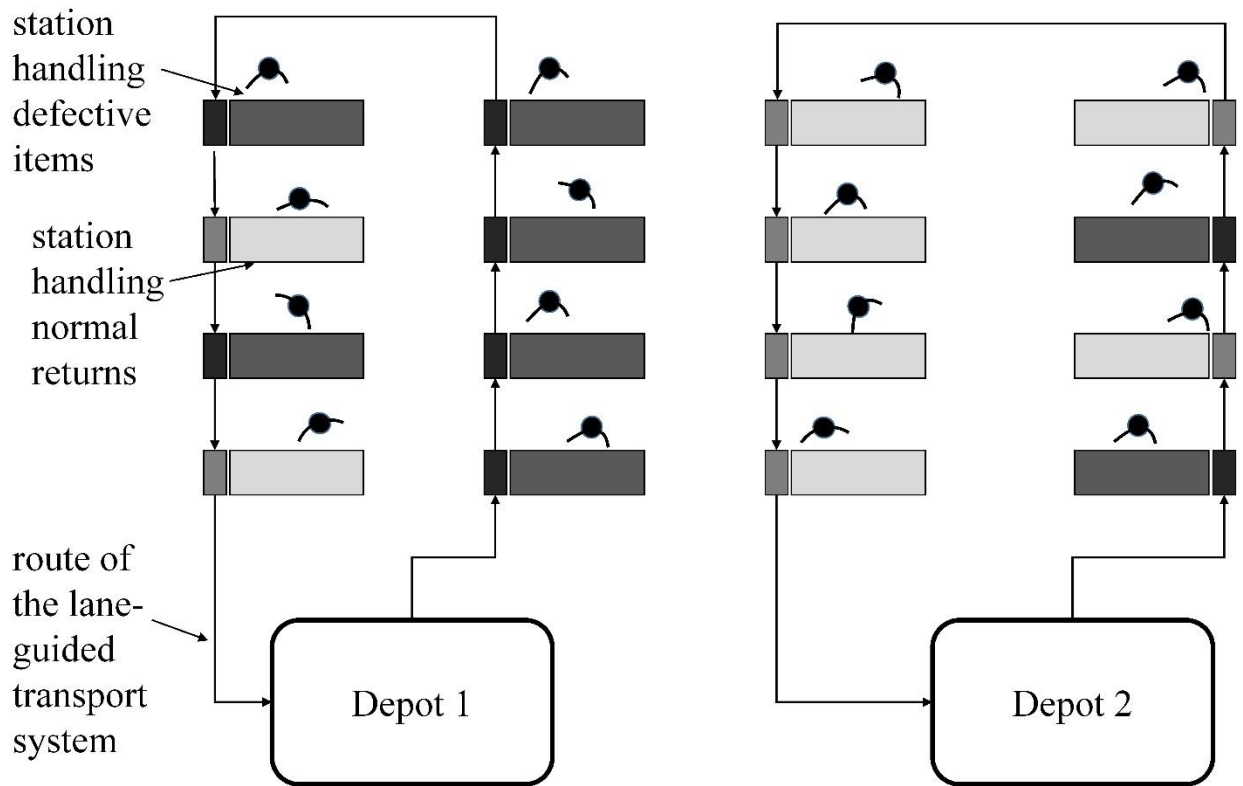 station
handling
defective
items
station
handling
normal
returns
route of
the lane-
guided
transport
system
Depot 1
Depot 2